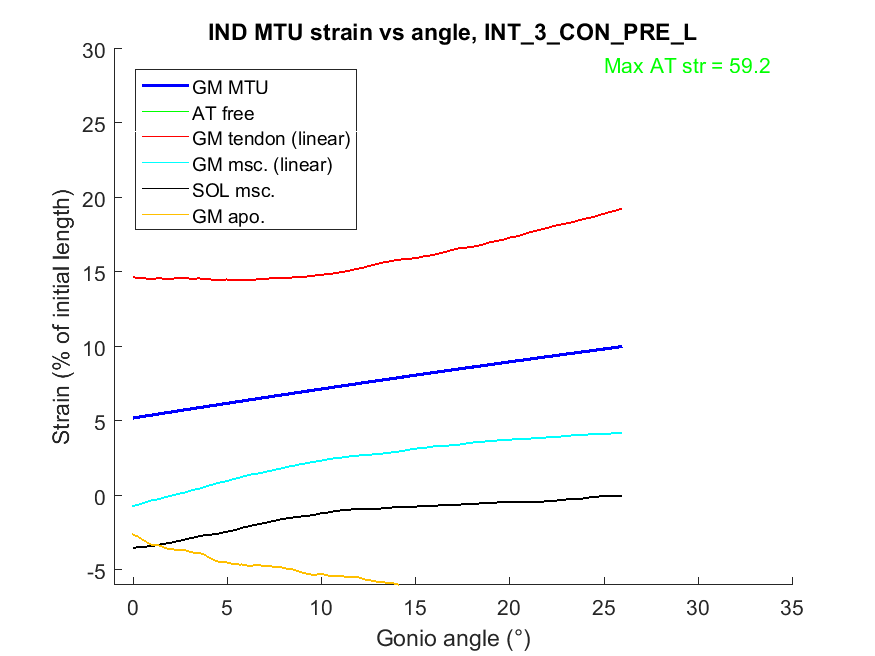 IND MTU strain vs angle, INT_3_CON_PRE_L
Max AT str = 59.2
GM MTU
AT free
GM tendon (linear)
GM msc. (linear)
SOL msc.
GM apo.
Strain (% of initial length)
30
25
20
15
10
5
0
-5
0 5 10 15 20 25 30 35
Gonio angle (°)